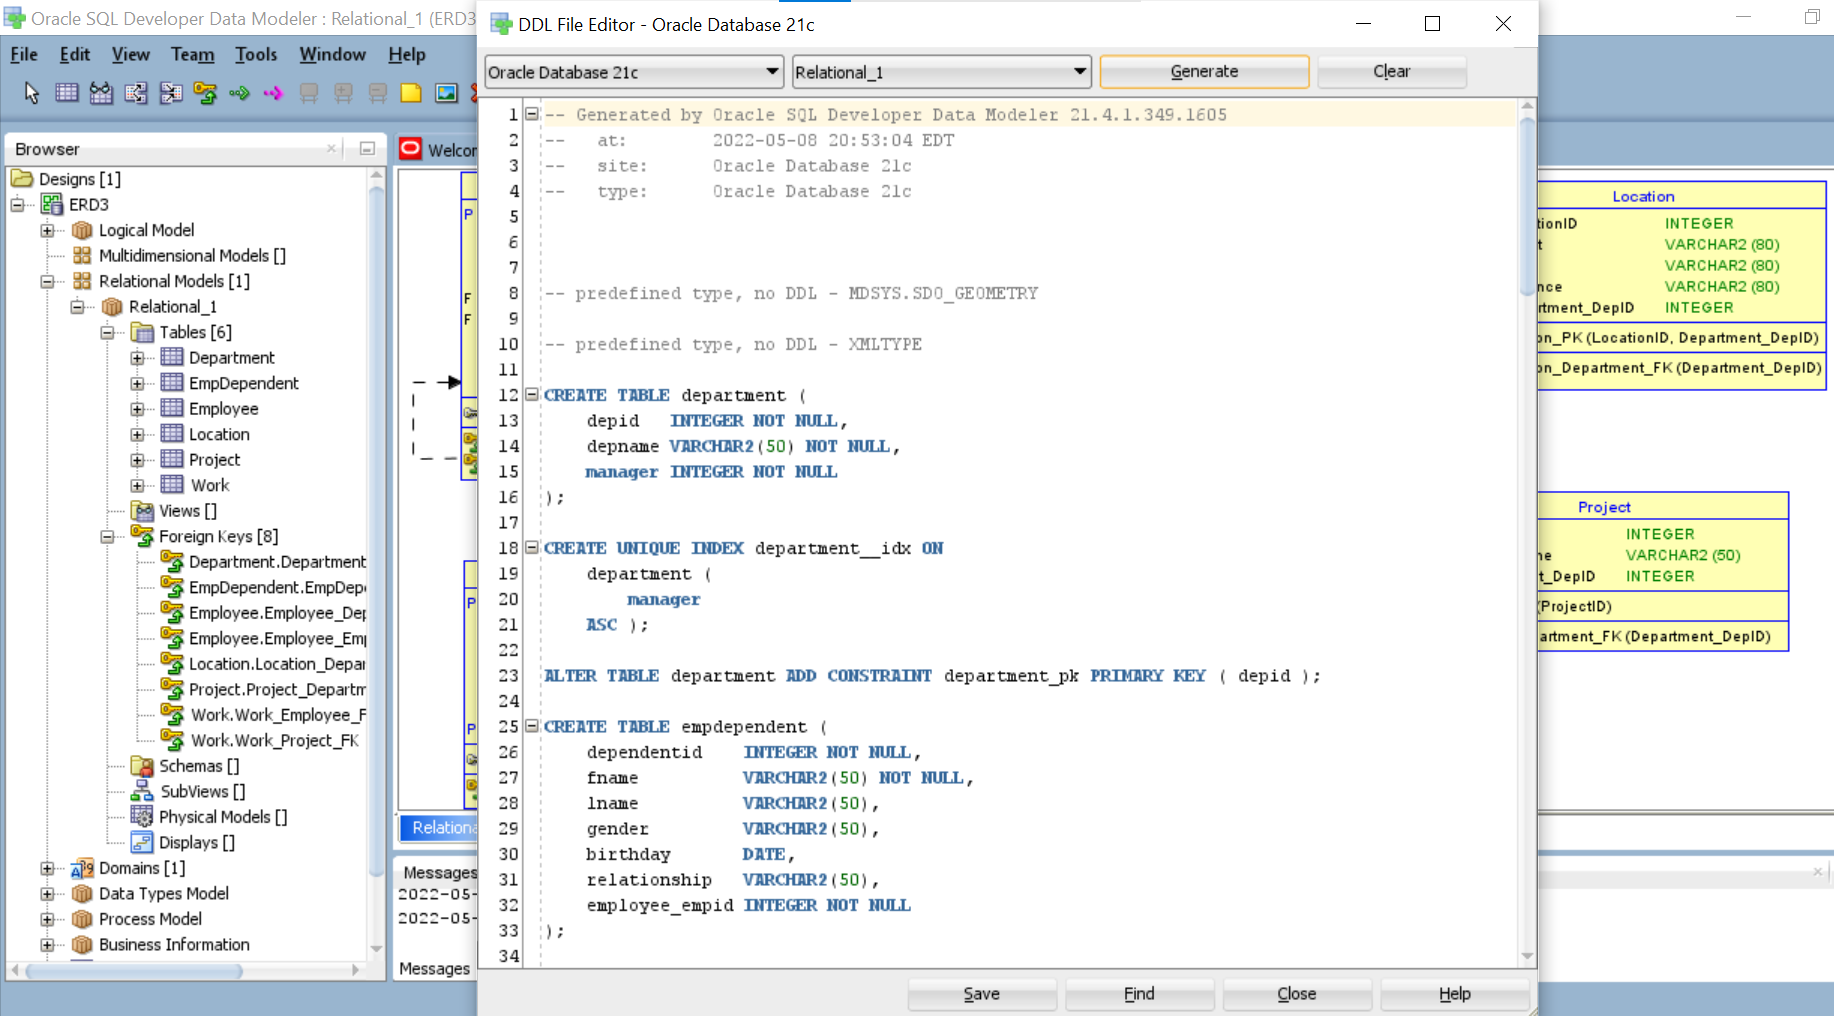 Oracle SQL Developer Data Modeler : Relational_1 (ERD3
File Edit View Team Tools Window Help
Browser
Designs [1]
ERD3
Logical Model
Multidimensional Models []
Relational Models [1]
Relational_1
Tables [6]
Department
EmpDependent
Employee
Location
Project
Work
Views []
Foreign Keys [8]
Department.Department
EmpDependent.EmpDep
Employee.Employee_Dep
Employee.Employee_Emp
Location.Location_Depar
Project.Project_Departm
Work.Work_Employee_F
Work.Work_Project_FK
Schemas []
SubViews []
Physical Models []
Displays []
Domains [1]
Data Types Model
Process Model
Business Information
Welcom
P
F
F
P
P
Relationa
Messages
2022-05-
2022-05-
Messages
DDL File Editor - Oracle Database 21c
Oracle Database 21c Relational_1 Generate Clear
1 -- Generated by Oracle SQL Developer Data Modeler 21.4.1.349.1605
2 -- at: 2022-05-08 20:53:04 EDT
3 -- site: Oracle Database 21c
4 -- type: Oracle Database 21c
5
6
7
8 -- predefined type, no DDL - MDSYS.SDO_GEOMETRY
9
10 -- predefined type, no DDL - XMLTYPE
11
12 CREATE TABLE department (
13 depid INTEGER NOT NULL,
14 depname VARCHAR2(50) NOT NULL,
15 manager INTEGER NOT NULL
16 );
17
18 CREATE UNIQUE INDEX department__idx ON
19 department (
20 manager
21 ASC );
22
23 ALTER TABLE department ADD CONSTRAINT department_pk PRIMARY KEY ( depid );
24
25 CREATE TABLE empdependent (
26 dependentid INTEGER NOT NULL,
27 fname VARCHAR2(50) NOT NULL,
28 lname VARCHAR2(50),
29 gender VARCHAR2(50),
30 birthday DATE,
31 relationship VARCHAR2(50),
32 employee_empid INTEGER NOT NULL
33 );
34
Save Find Close Help
Location
tionID INTEGER
t VARCHAR2 (80)
VARCHAR2 (80)
nce VARCHAR2 (80)
rtment_DepID INTEGER
on_PK (LocationID, Department_DepID)
on_Department_FK (Department_DepID)
Project
INTEGER
ne VARCHAR2 (50)
t_DepID INTEGER
(ProjectID)
artment_FK (Department_DepID)